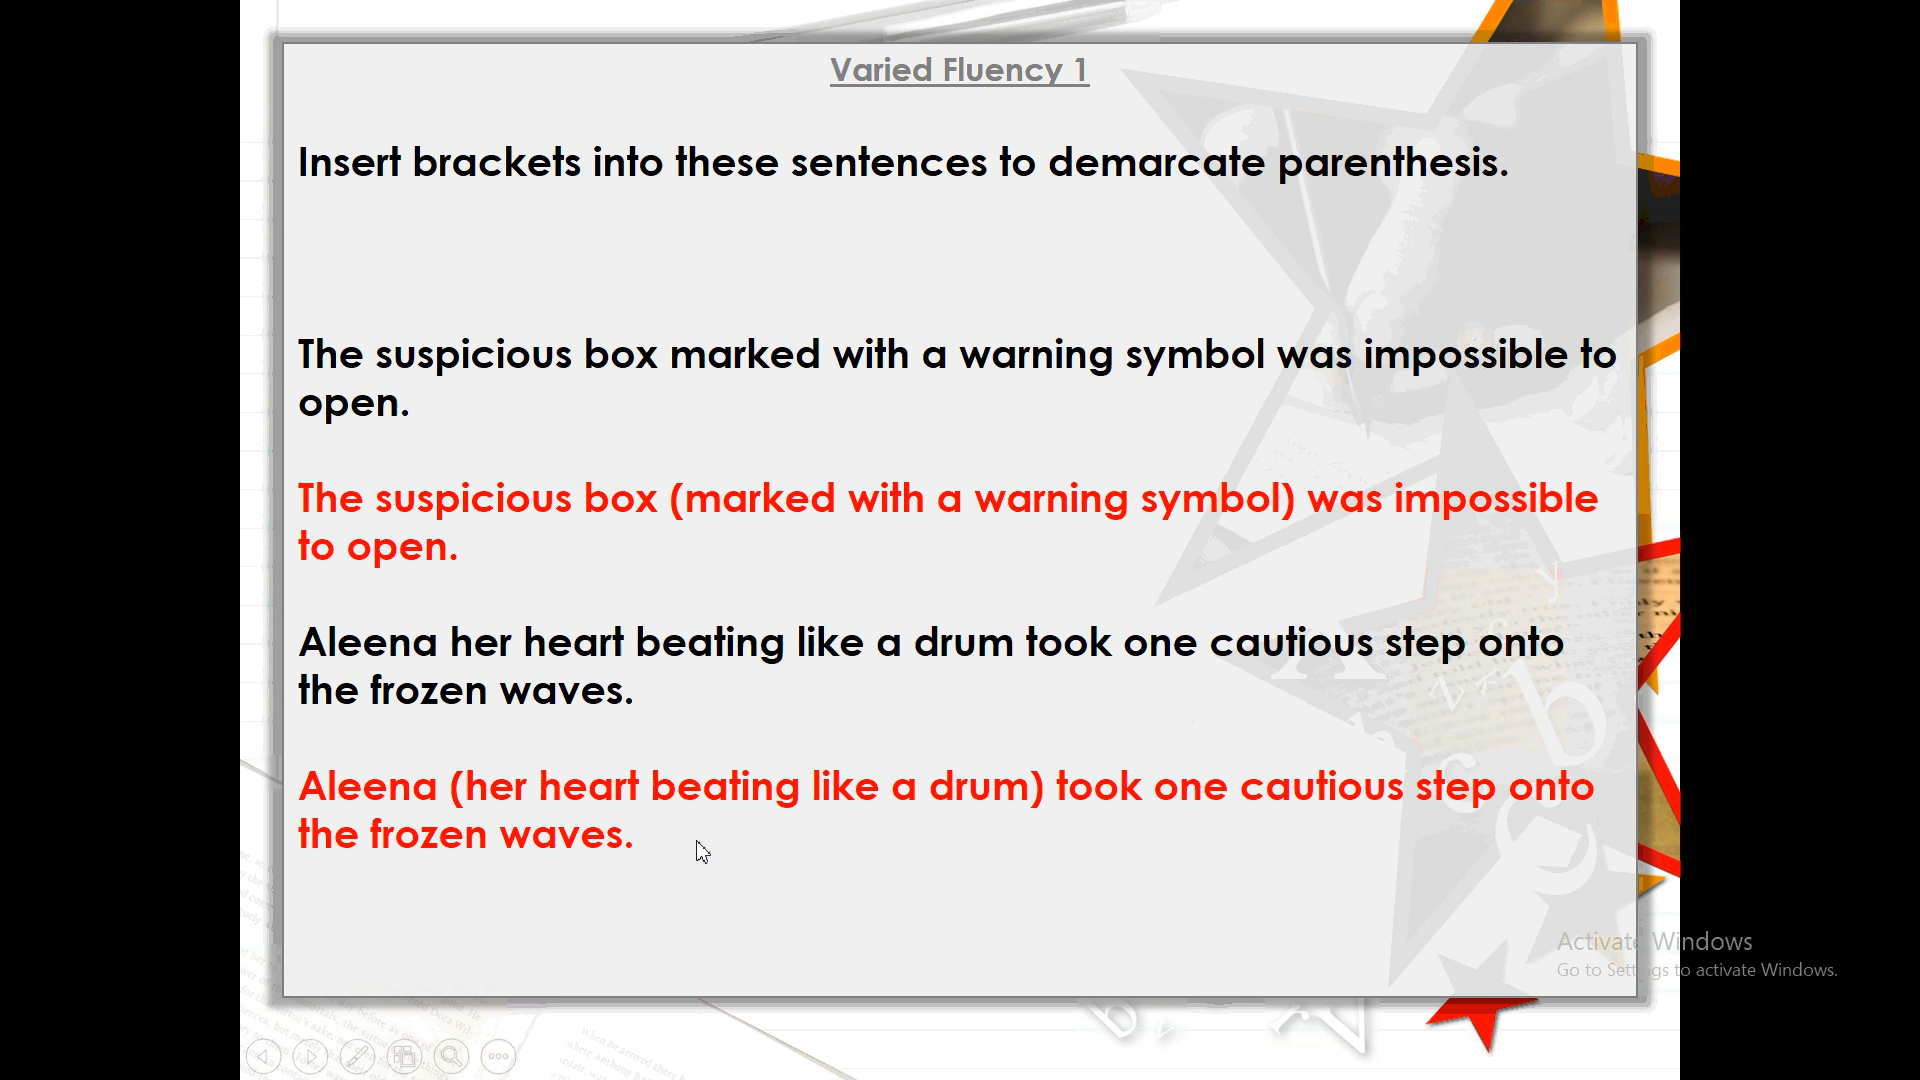 Varied Fluency 1
Insert brackets into these sentences to demarcate parenthesis.
The suspicious box marked with a warning symbol was impossible to
open.
The suspicious box (marked with a warning symbol) was impossible
to open.
Aleena her heart beating like a drum took one cautious step onto
the frozen waves.
Aleena (her heart beating like a drum) took one cautious step onto
the frozen waves.
Activate Windows
Go to Settings to activate Windows.